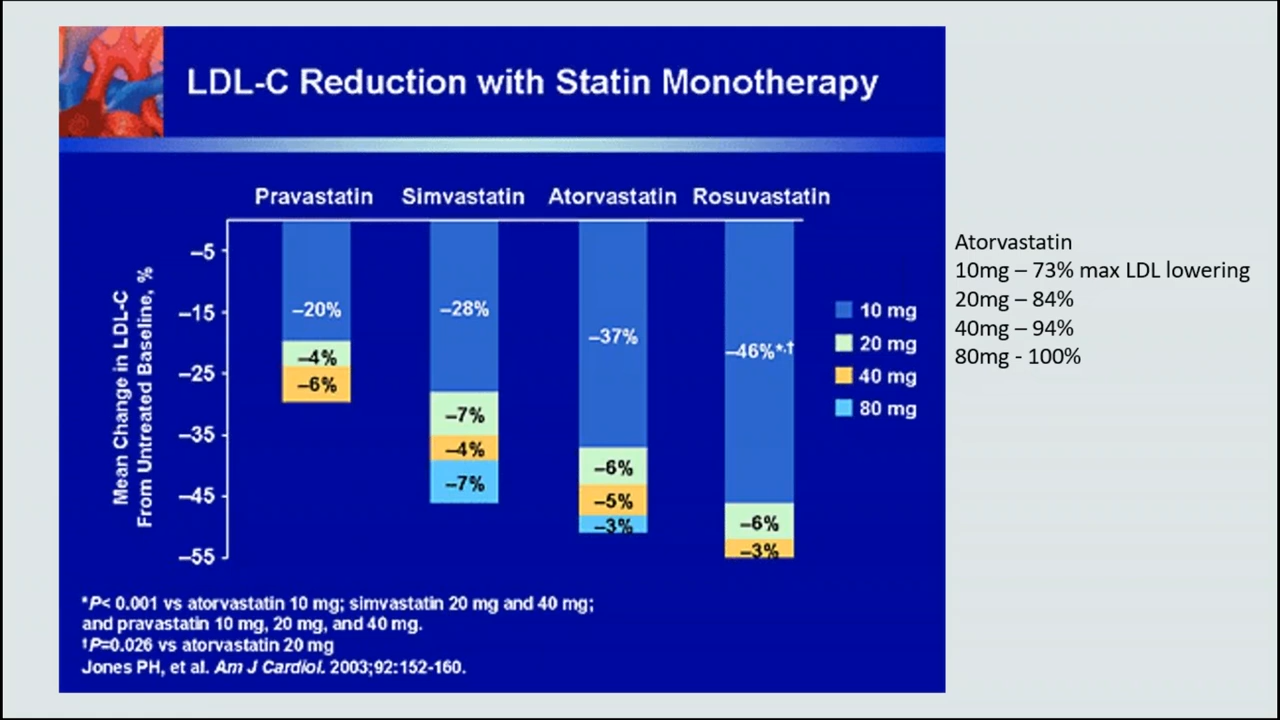 LDL-C Reduction with Statin Monotherapy
Pravastatin Simvastatin Atorvastatin Rosuvastatin
Mean Change in LDL-C
From Untreated Baseline, %
–5
–15
–25
–35
–45
–55
–20%
–4%
–6%
–28%
–7%
–4%
–7%
–37%
–6%
–5%
–3%
–46%*,†
–6%
–3%
10 mg
20 mg
40 mg
80 mg
*P< 0.001 vs atorvastatin 10 mg; simvastatin 20 mg and 40 mg;
and pravastatin 10 mg, 20 mg, and 40 mg.
†P=0.026 vs atorvastatin 20 mg
Jones PH, et al. Am J Cardiol. 2003;92:152-160.
Atorvastatin
10mg – 73% max LDL lowering
20mg – 84%
40mg – 94%
80mg - 100%